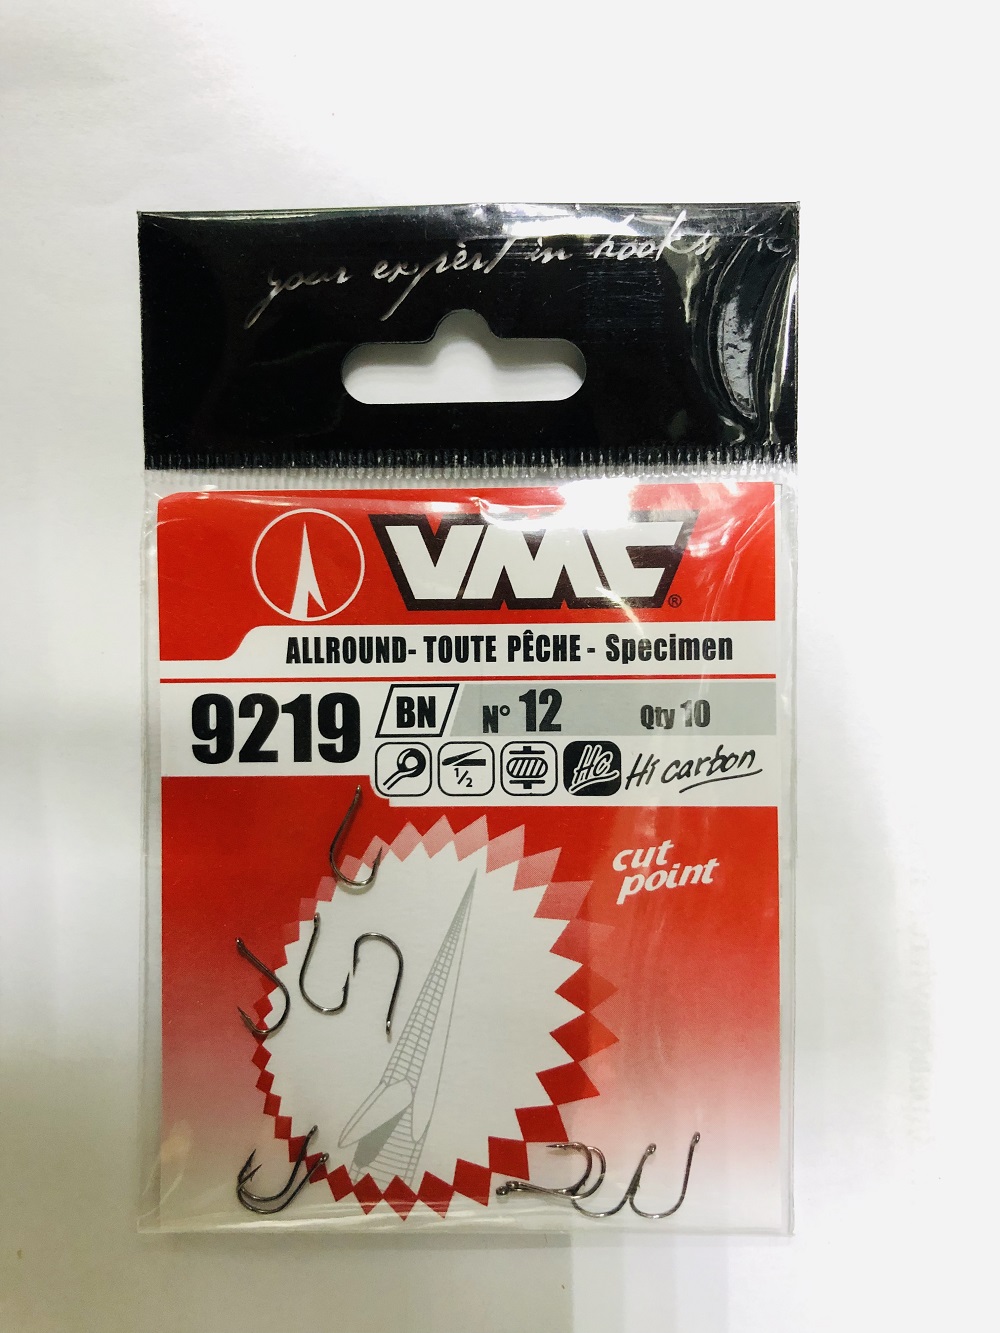 your expert in hooks
VMC®
ALLROUND- TOUTE PÊCHE - Specimen
9219 BN N° 12 Qty 10
1/2 Hc Hi carbon
cut
point